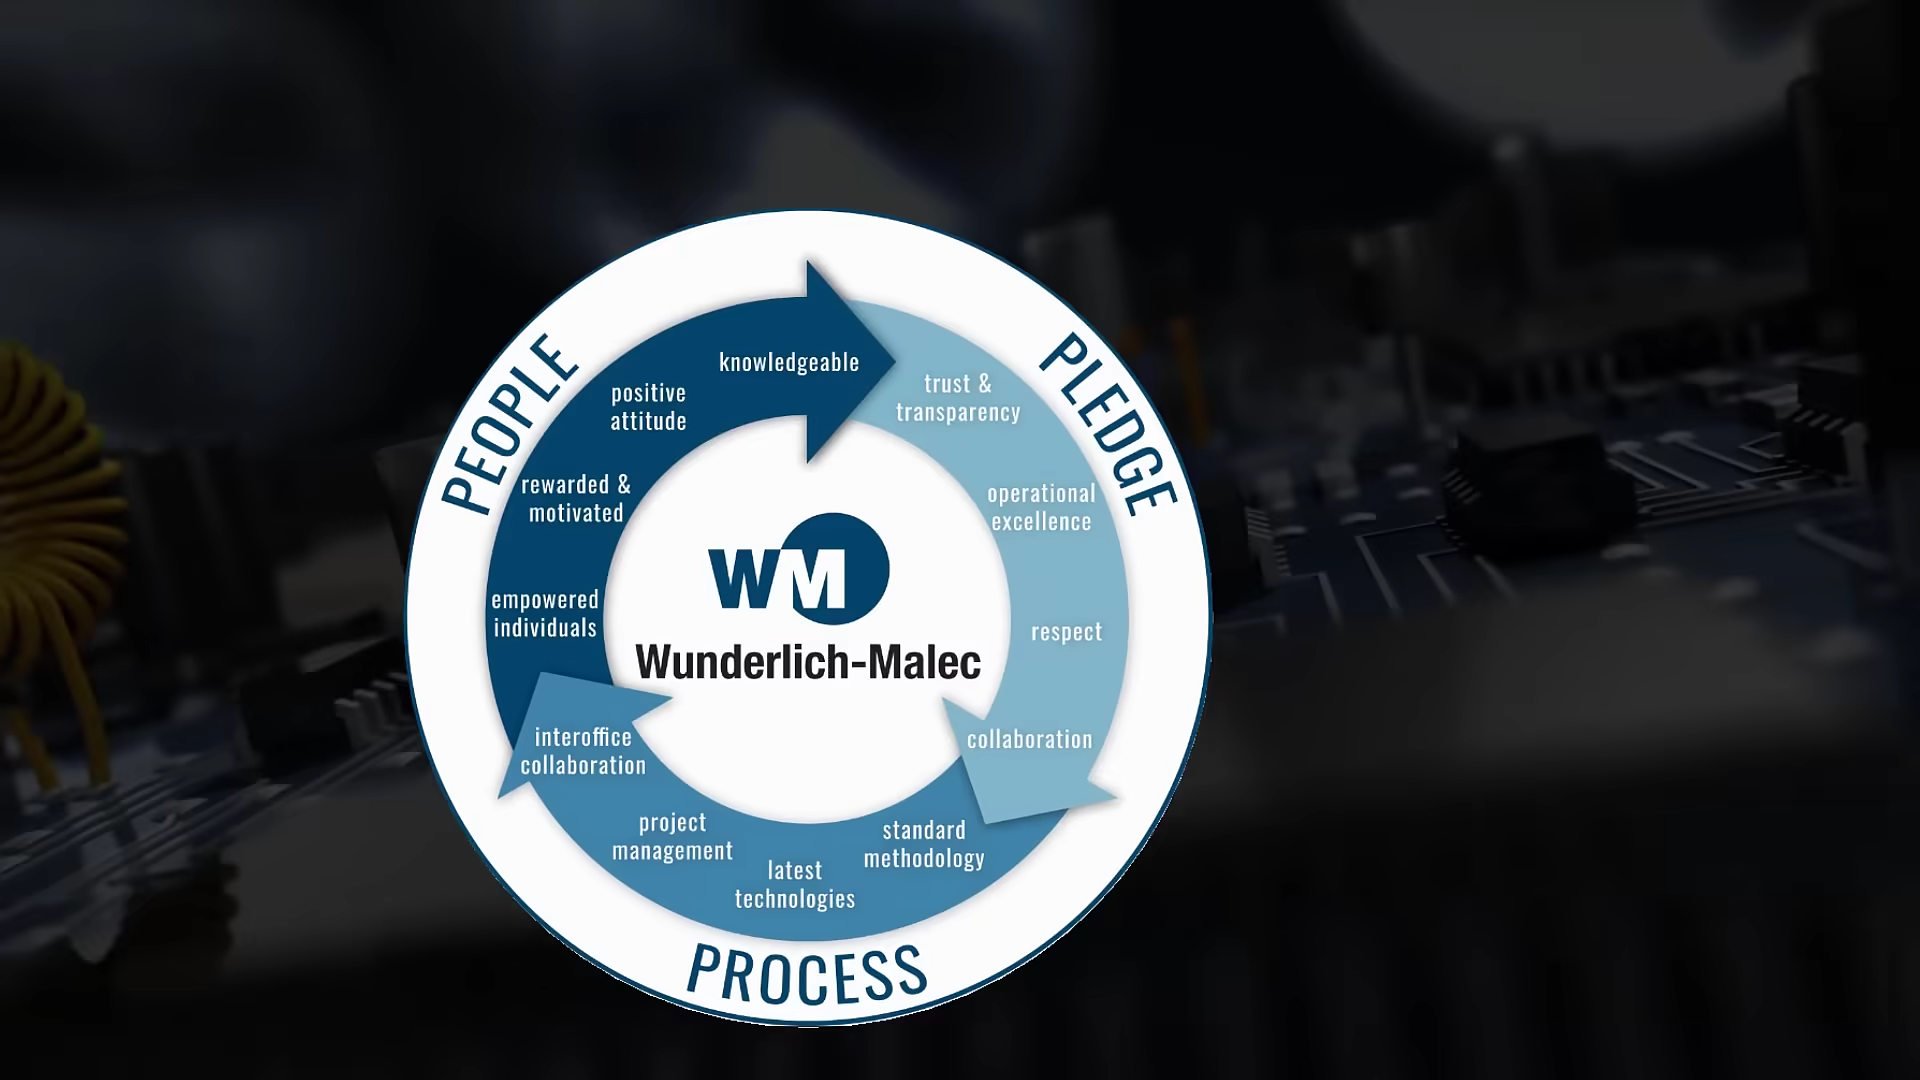 PEOPLE
PLEDGE
PROCESS
knowledgeable
positive
attitude
rewarded &
motivated
empowered
individuals
trust &
transparency
operational
excellence
respect
collaboration
standard
methodology
latest
technologies
project
management
interoffice
collaboration
WM
Wunderlich-Malec